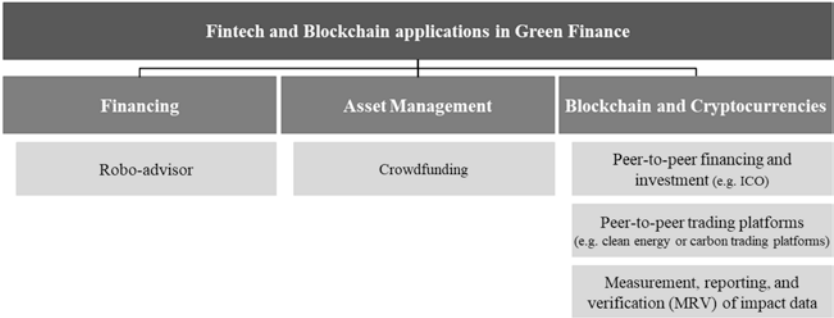 Fintech and Blockchain applications in Green Finance
Financing
Asset Management
Blockchain and Cryptocurrencies
Robo-advisor
Crowdfunding
Peer-to-peer financing and
investment (e.g. ICO)
Peer-to-peer trading platforms
(e.g. clean energy or carbon trading platforms)
Measurement, reporting, and
verification (MRV) of impact data